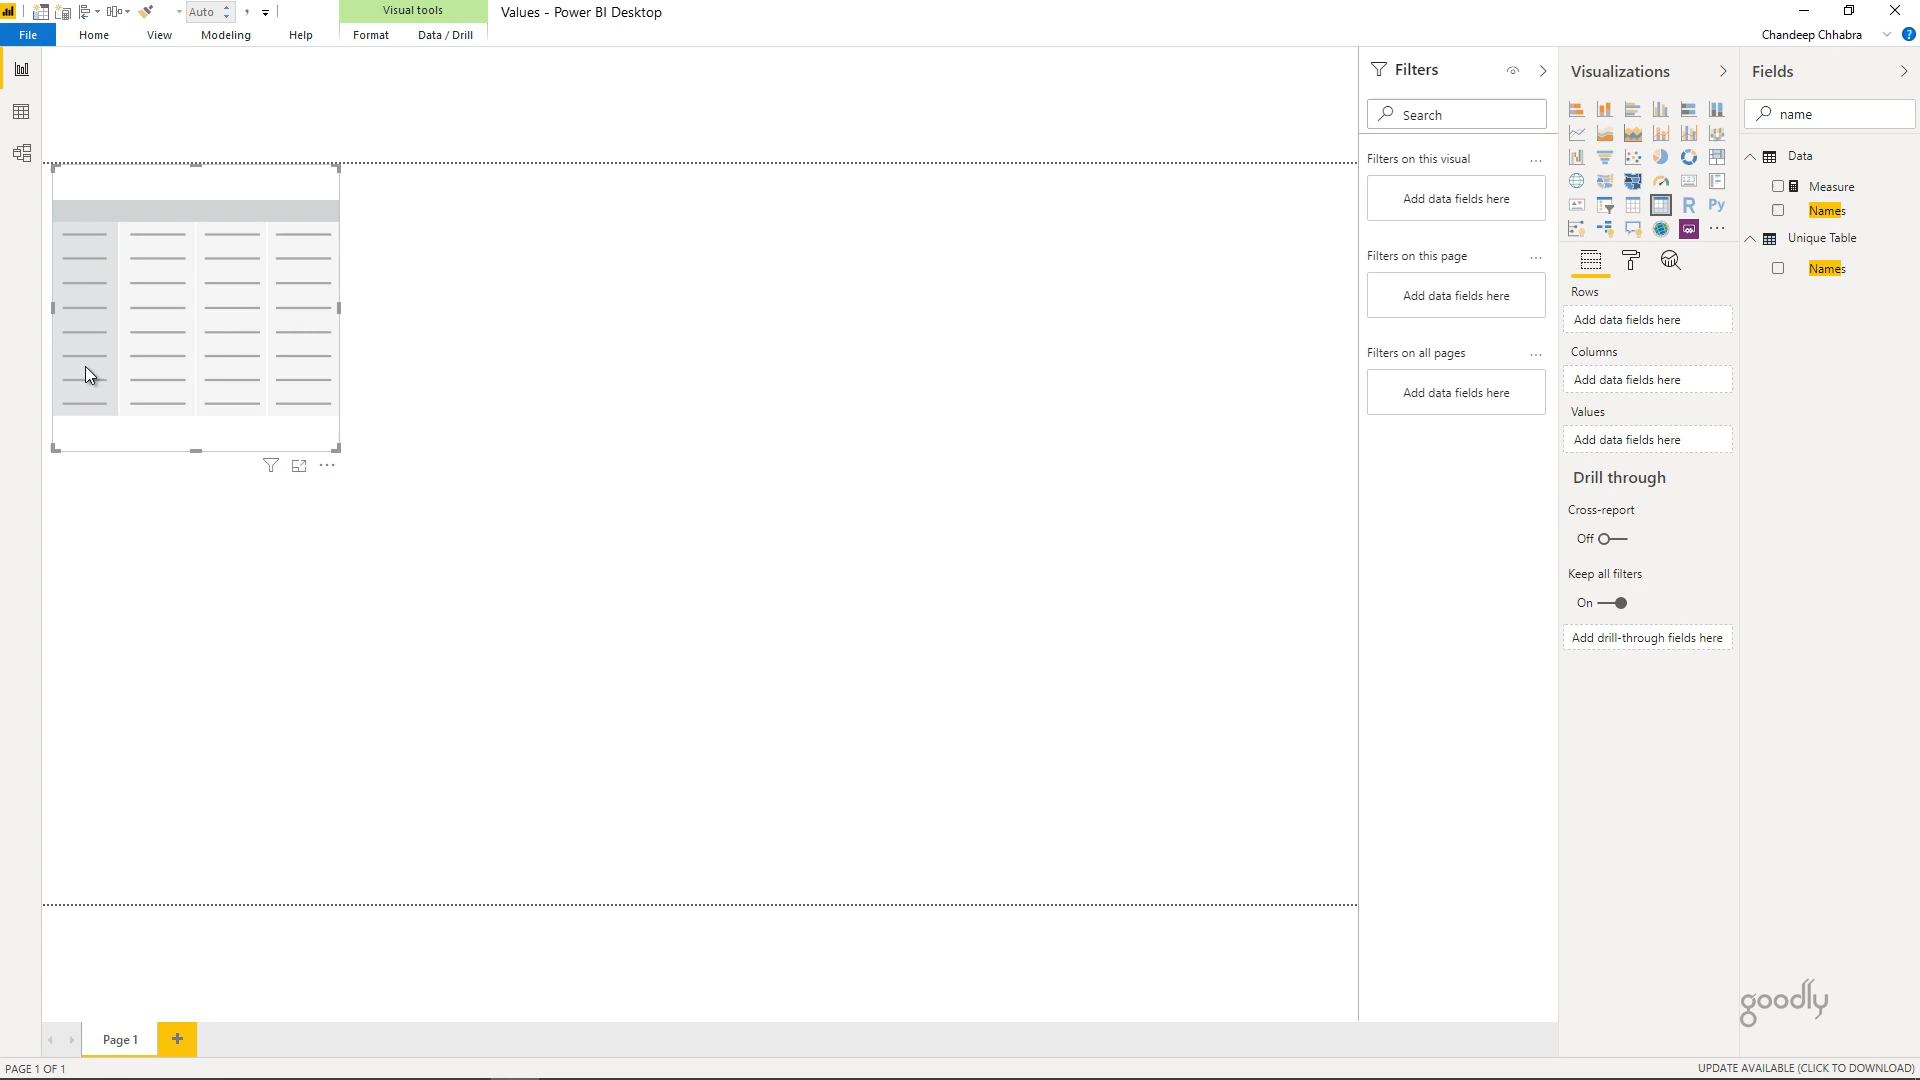 Auto
Visual tools
Values - Power BI Desktop
File
Home
View
Modeling
Help
Format
Data / Drill
Chandeep Chhabra
?
Filters
Search
Filters on this visual
...
Add data fields here
Filters on this page
...
Add data fields here
Filters on all pages
...
Add data fields here
Visualizations
123
R
Py
...
Rows
Add data fields here
Columns
Add data fields here
Values
Add data fields here
Drill through
Cross-report
Off
Keep all filters
On
Add drill-through fields here
Fields
name
Data
Measure
Names
Unique Table
Names
goodly
Page 1
+
PAGE 1 OF 1
UPDATE AVAILABLE (CLICK TO DOWNLOAD)